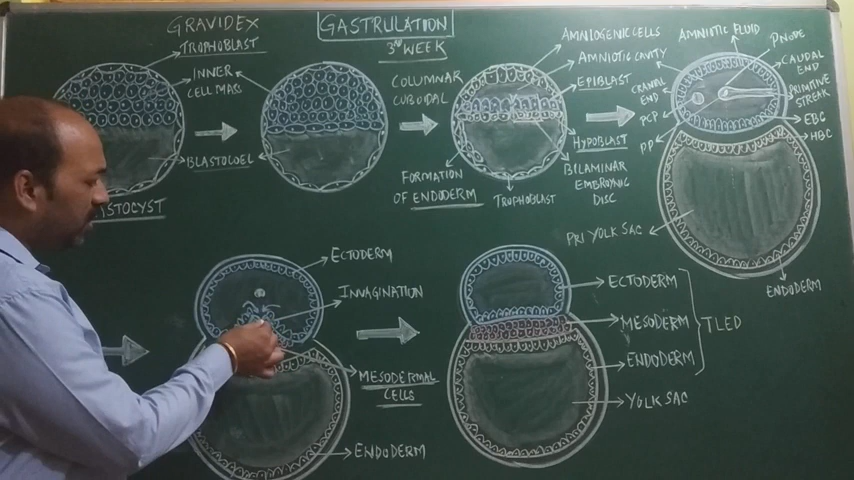 GRAVIDEX
GASTRULATION
3RD WEEK
TROPHOBLAST
INNER
CELL MASS
BLASTOCOEL
TOCYST
COLUMNAR
CUBOIDAL
FORMATION
OF ENDODERM
AMNIOGENIC CELLS
AMNIOTIC CAVITY
EPIBLAST
HYPOBLAST
BILAMINAR
EMBRYONIC
DISC
TROPHOBLAST
AMNIOTIC FLUID
PNODE
CAUDAL
END
PRIMITIVE
STREAK
EBC
HBC
CRANIAL
END
PCP
PP
PRI YOLK SAC
ENDODERM
ECTODERM
INVAGINATION
MESODERMAL
CELLS
ENDODERM
ECTODERM
MESODERM
ENDODERM
TLED
YOLK SAC